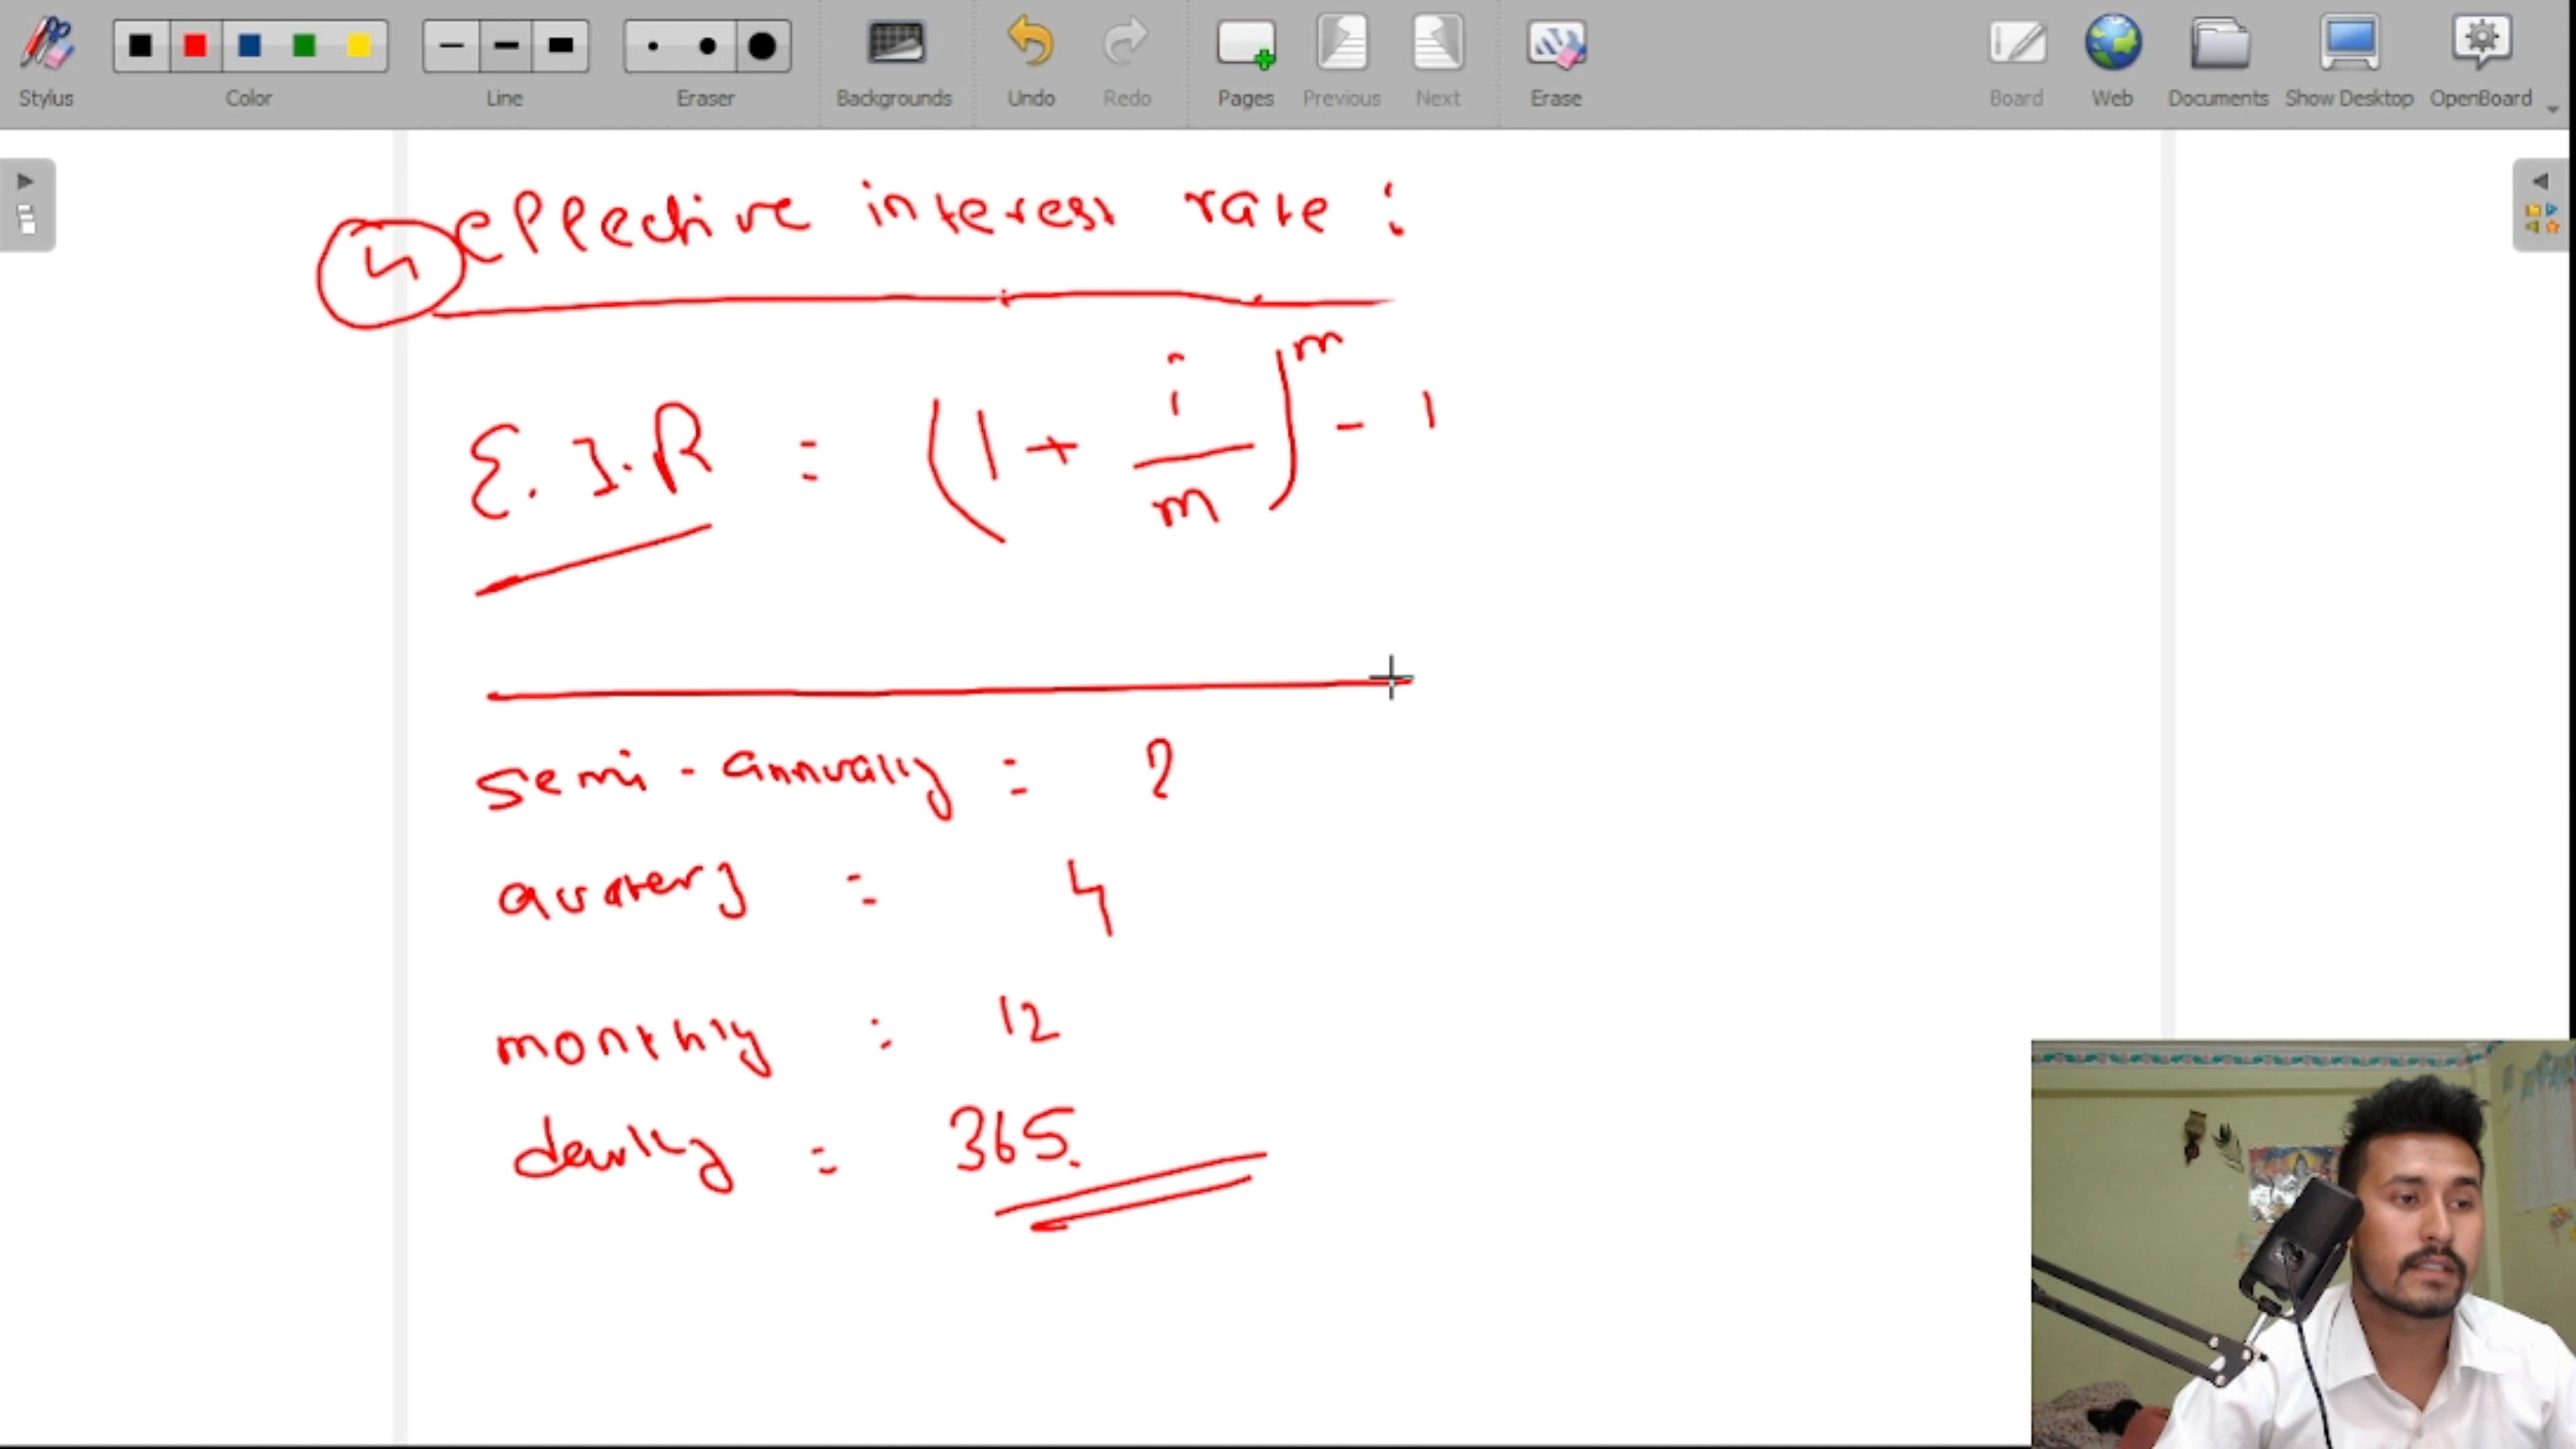 Stylus Color Line Eraser Backgrounds Undo Redo Pages Previous Next Erase Board Web Documents Show Desktop OpenBoard
4 effective interest rate :
E.I.R = (1 + i/m)^m - 1
semi - annually = 2
quatery = 4
monthly = 12
daily = 365.